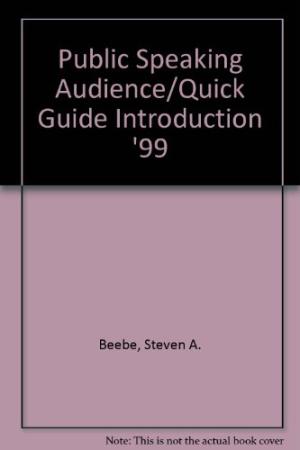 Public Speaking
Audience/Quick
Guide Introduction
'99
Beebe, Steven A.
Note: This is not the actual book cover